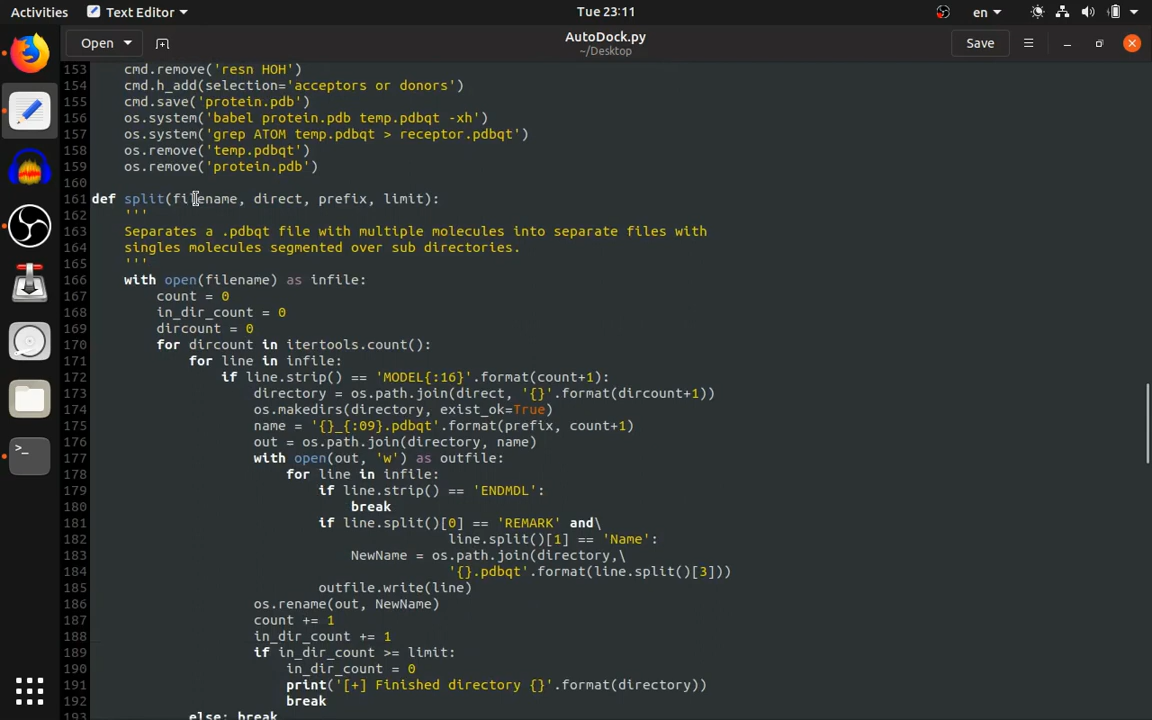 Activities Text Editor Tue 23:11 en
Open AutoDock.py Save
~/Desktop
153     cmd.remove('resn HOH')
154     cmd.h_add(selection='acceptors or donors')
155     cmd.save('protein.pdb')
156     os.system('babel protein.pdb temp.pdbqt -xh')
157     os.system('grep ATOM temp.pdbqt > receptor.pdbqt')
158     os.remove('temp.pdbqt')
159     os.remove('protein.pdb')
160
161 def split(filename, direct, prefix, limit):
162     '''
163     Separates a .pdbqt file with multiple molecules into separate files with
164     singles molecules segmented over sub directories.
165     '''
166     with open(filename) as infile:
167         count = 0
168         in_dir_count = 0
169         dircount = 0
170         for dircount in itertools.count():
171             for line in infile:
172                 if line.strip() == 'MODEL{:16}'.format(count+1):
173                     directory = os.path.join(direct, '{}'.format(dircount+1))
174                     os.makedirs(directory, exist_ok=True)
175                     name = '{}_{:09}.pdbqt'.format(prefix, count+1)
176                     out = os.path.join(directory, name)
177                     with open(out, 'w') as outfile:
178                         for line in infile:
179                             if line.strip() == 'ENDMDL':
180                                 break
181                             if line.split()[0] == 'REMARK' and\
182                                             line.split()[1] == 'Name':
183                                 NewName = os.path.join(directory,\
184                                             '{}.pdbqt'.format(line.split()[3]))
185                             outfile.write(line)
186                     os.rename(out, NewName)
187                     count += 1
188                     in_dir_count += 1
189                     if in_dir_count >= limit:
190                         in_dir_count = 0
191                         print('[+] Finished directory {}'.format(directory))
192                         break
193             else: break